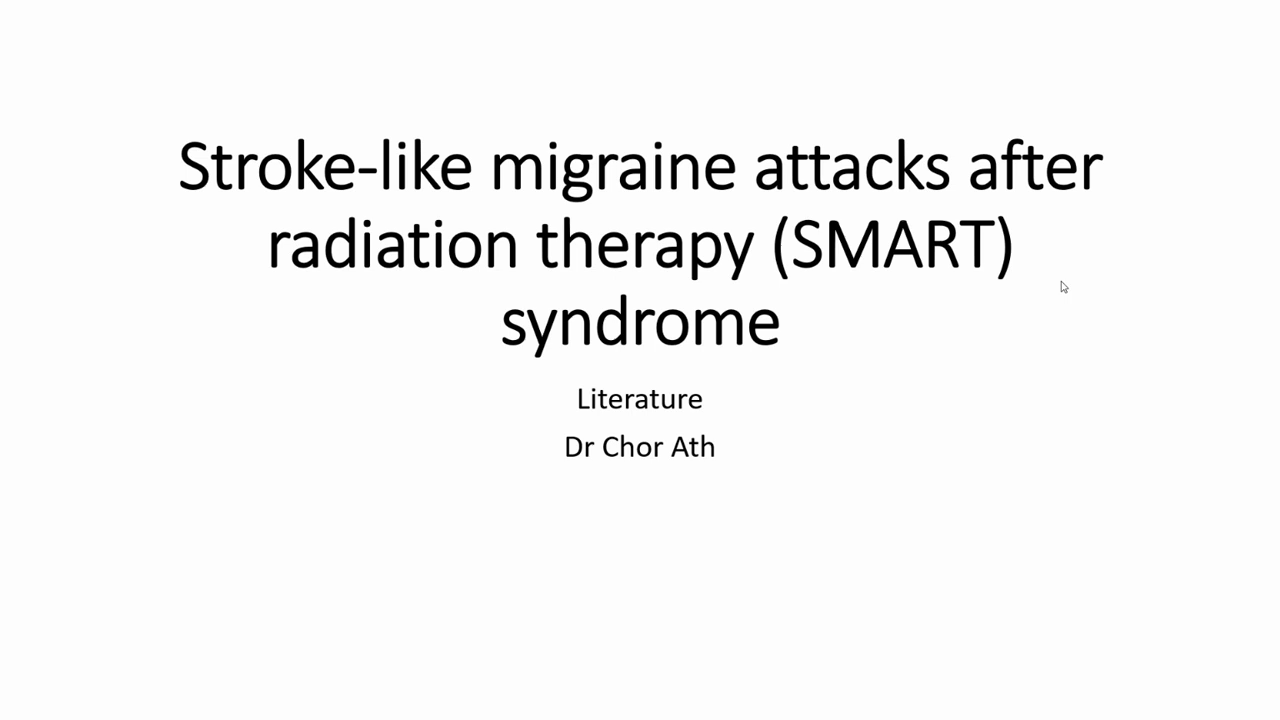 Stroke-like migraine attacks after
radiation therapy (SMART)
syndrome
Literature
Dr Chor Ath